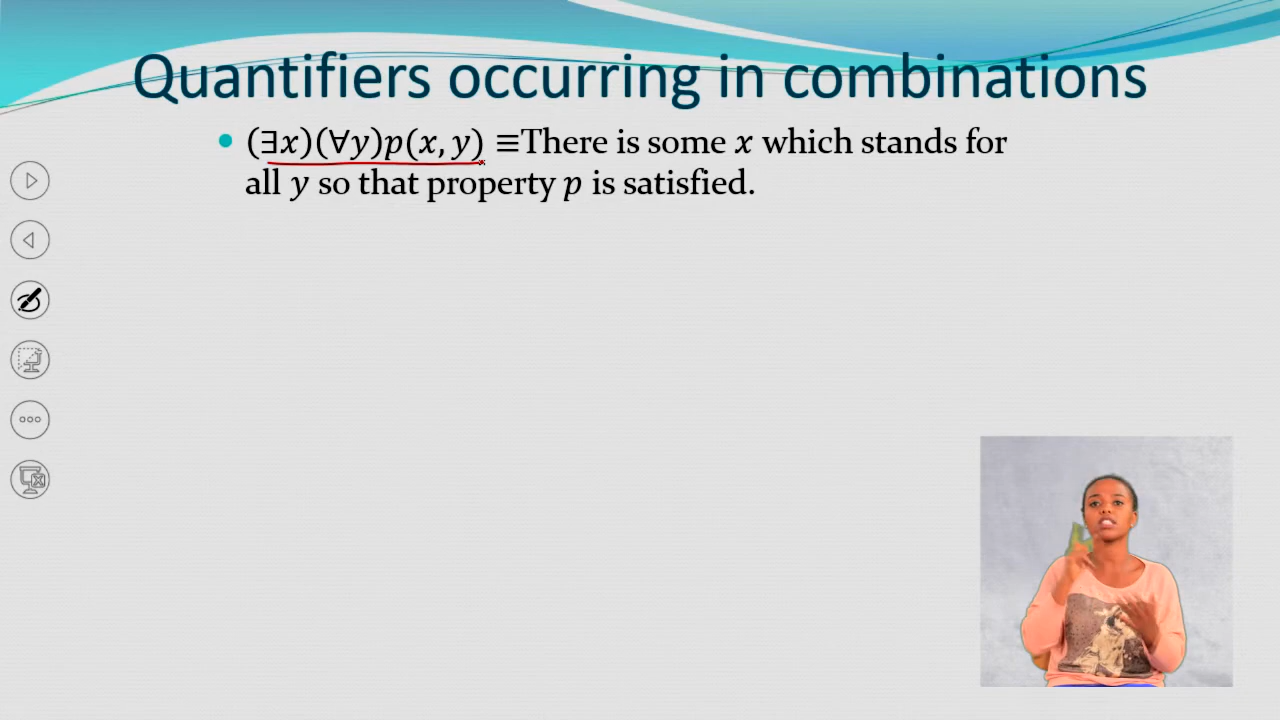 Quantifiers occurring in combinations
• (∃x)(∀y)p(x, y) ≡There is some x which stands for
all y so that property p is satisfied.